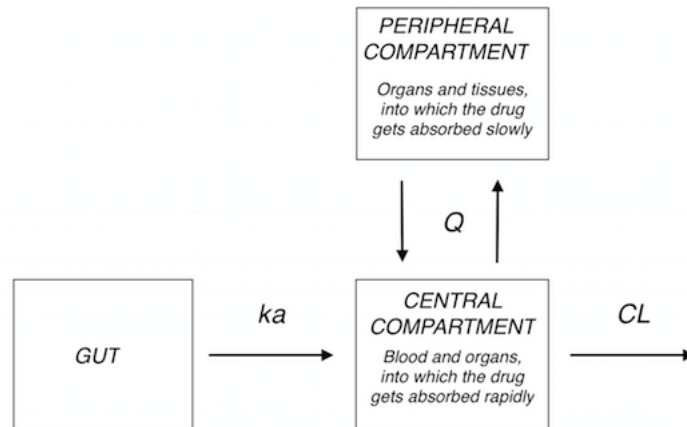 PERIPHERAL
COMPARTMENT
Organs and tissues,
into which the drug
gets absorbed slowly
Q
GUT
ka
CENTRAL
COMPARTMENT
Blood and organs,
into which the drug
gets absorbed rapidly
CL